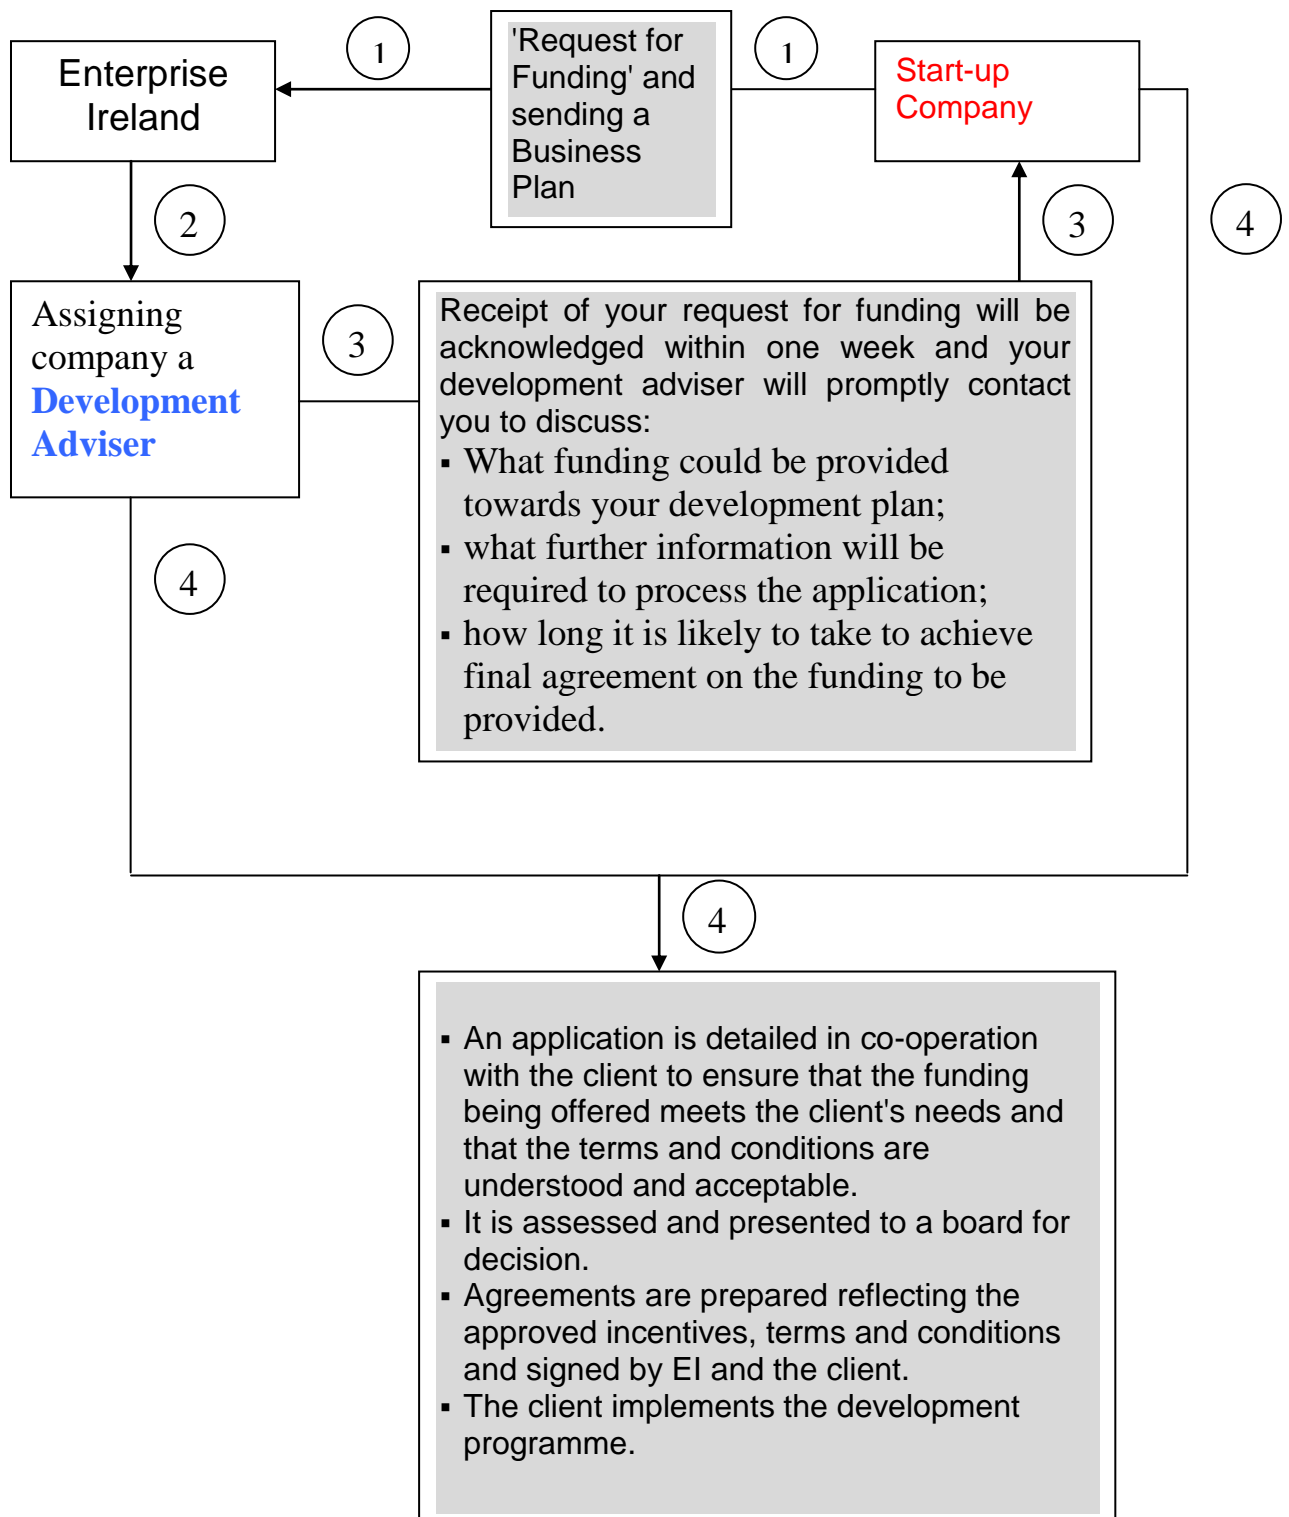 1
'Request for
Funding' and
sending a
Business
Plan
1
Enterprise
Ireland
Start-up
Company
2
3
4
Assigning
company a
Development
Adviser
3
Receipt of your request for funding will be
acknowledged within one week and your
development adviser will promptly contact
you to discuss:
▪ What funding could be provided
towards your development plan;
▪ what further information will be
required to process the application;
▪ how long it is likely to take to achieve
final agreement on the funding to be
provided.
4
4
▪ An application is detailed in co-operation
with the client to ensure that the funding
being offered meets the client's needs and
that the terms and conditions are
understood and acceptable.
▪ It is assessed and presented to a board for
decision.
▪ Agreements are prepared reflecting the
approved incentives, terms and conditions
and signed by EI and the client.
▪ The client implements the development
programme.